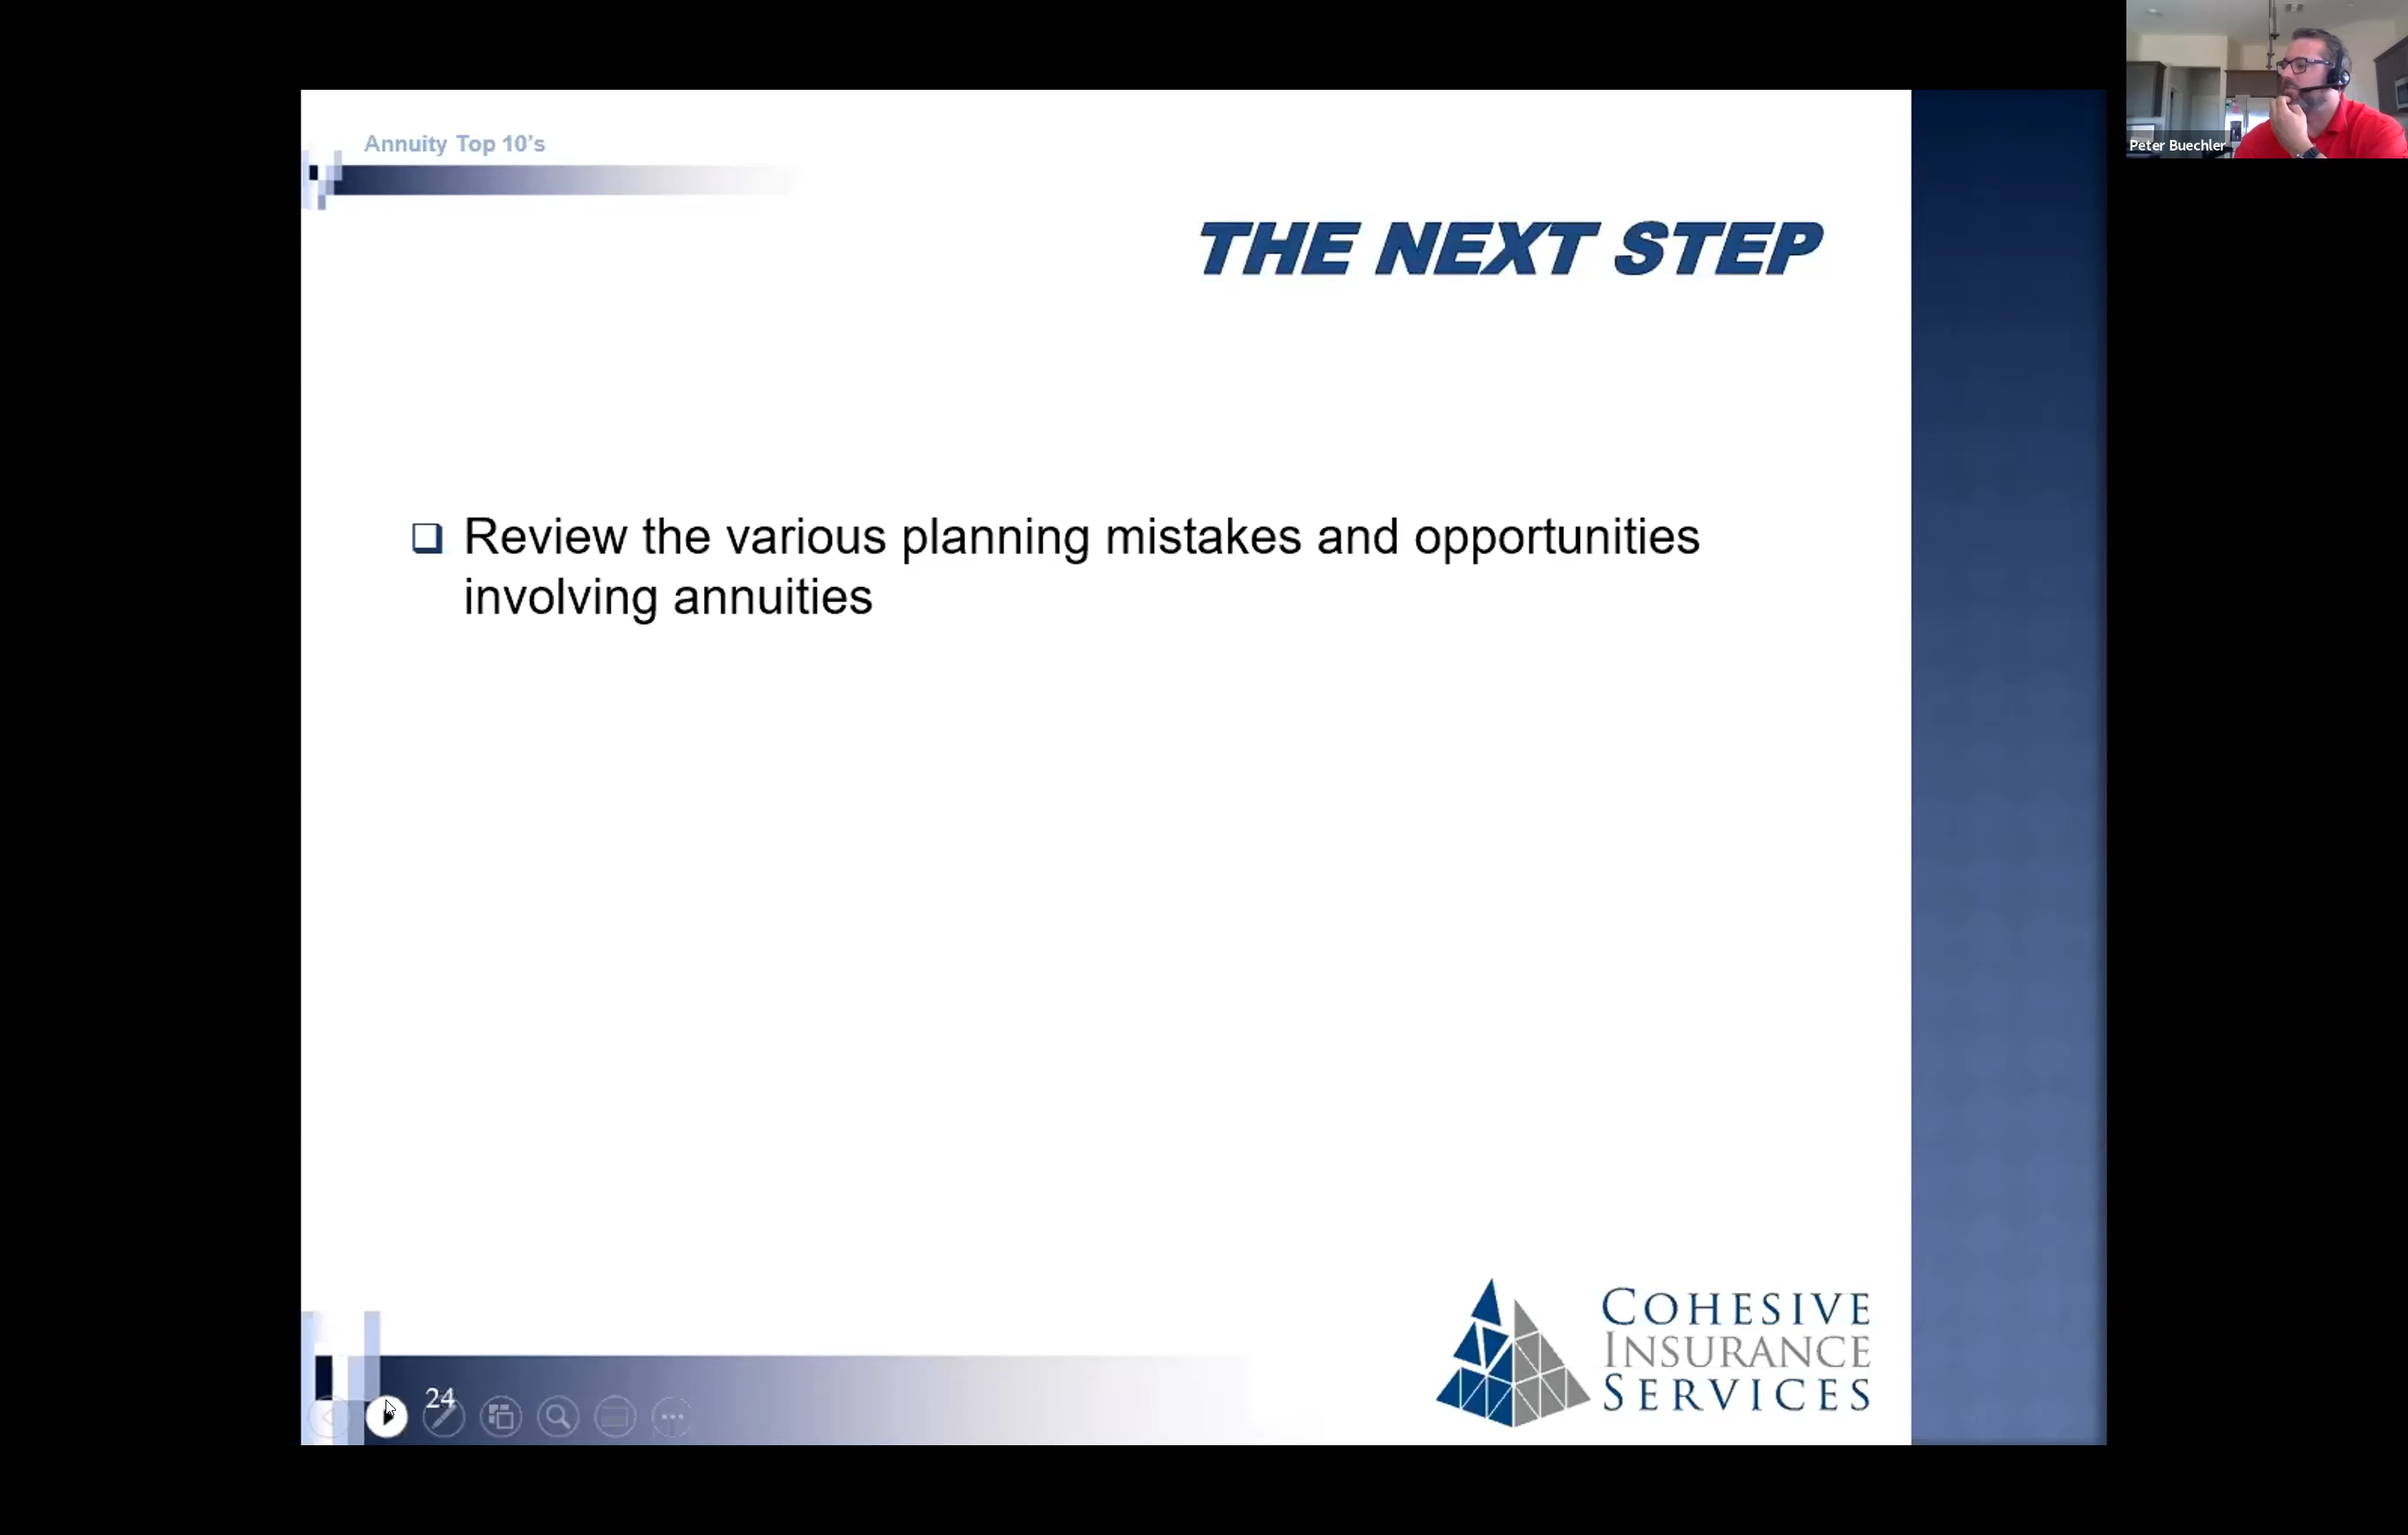 Annuity Top 10's
Peter Buechler
THE NEXT STEP
Review the various planning mistakes and opportunities
involving annuities
COHESIVE
INSURANCE
SERVICES
24